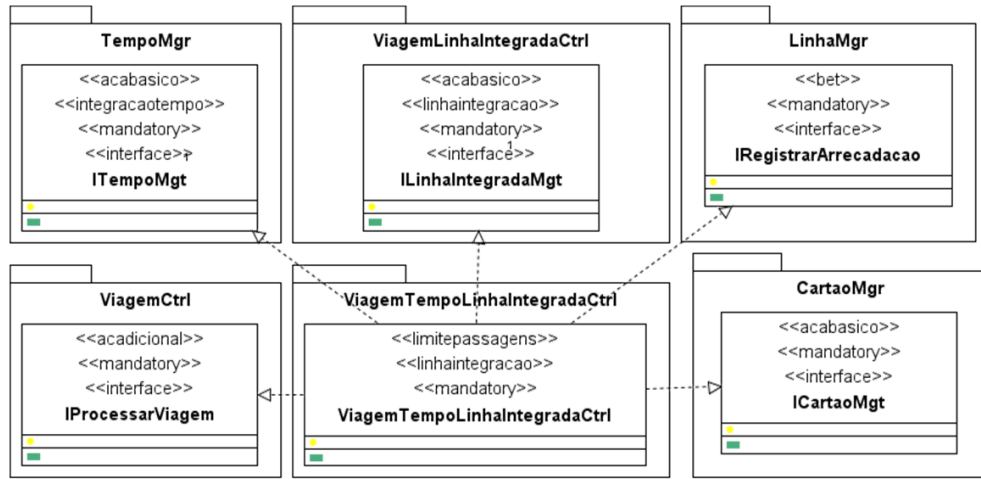 TempoMgr
<<acabasico>>
<<integracaotempo>>
<<mandatory>>
<<interface>>
ITempoMgt
ViagemLinhaIntegradaCtrl
<<acabasico>>
<<linhaintegracao>>
<<mandatory>>
1
<<interface>>
ILinhaIntegradaMgt
LinhaMgr
<<bet>>
<<mandatory>>
<<interface>>
IRegistrarArrecadacao
ViagemCtrl
<<acadicional>>
<<mandatory>>
<<interface>>
IProcessarViagem
ViagemTempoLinhaIntegradaCtrl
<<limitepassagens>>
<<linhaintegracao>>
<<mandatory>>
ViagemTempoLinhaIntegradaCtrl
CartaoMgr
<<acabasico>>
<<mandatory>>
<<interface>>
ICartaoMgt